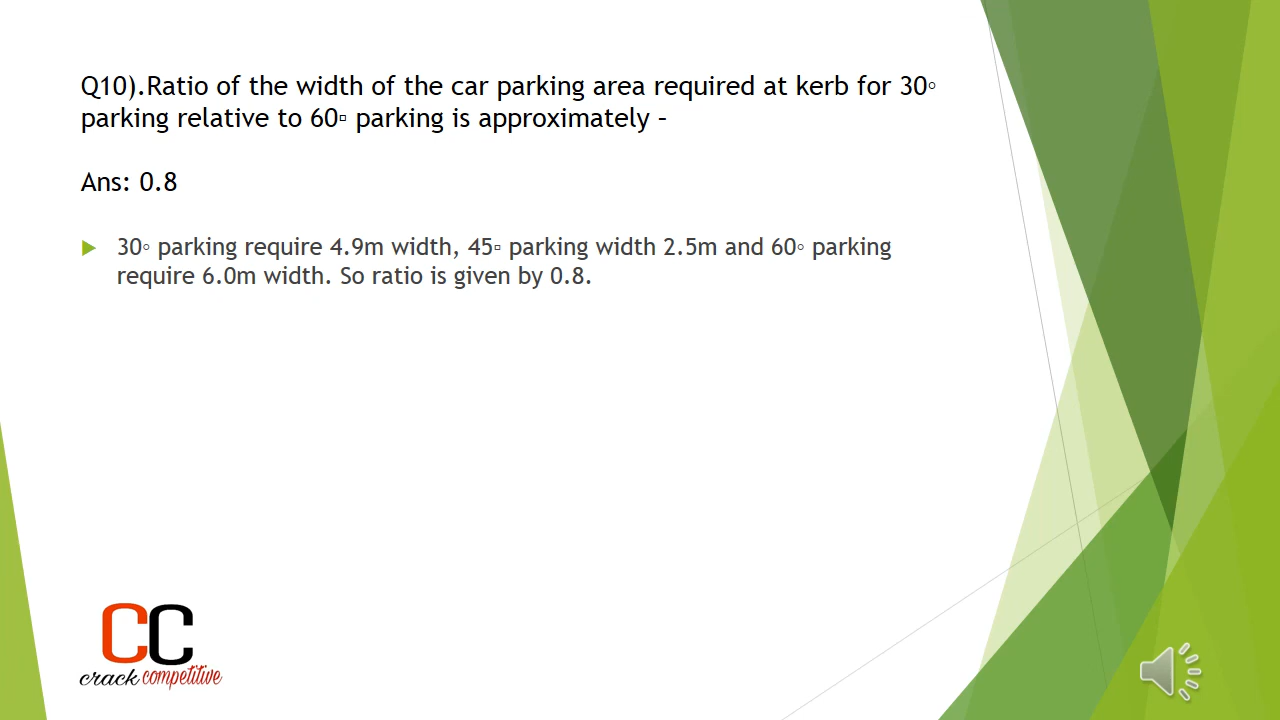 Q10).Ratio of the width of the car parking area required at kerb for 30◦
parking relative to 60▫ parking is approximately –
Ans: 0.8
30◦ parking require 4.9m width, 45▫ parking width 2.5m and 60◦ parking
require 6.0m width. So ratio is given by 0.8.
CC
crack competitive